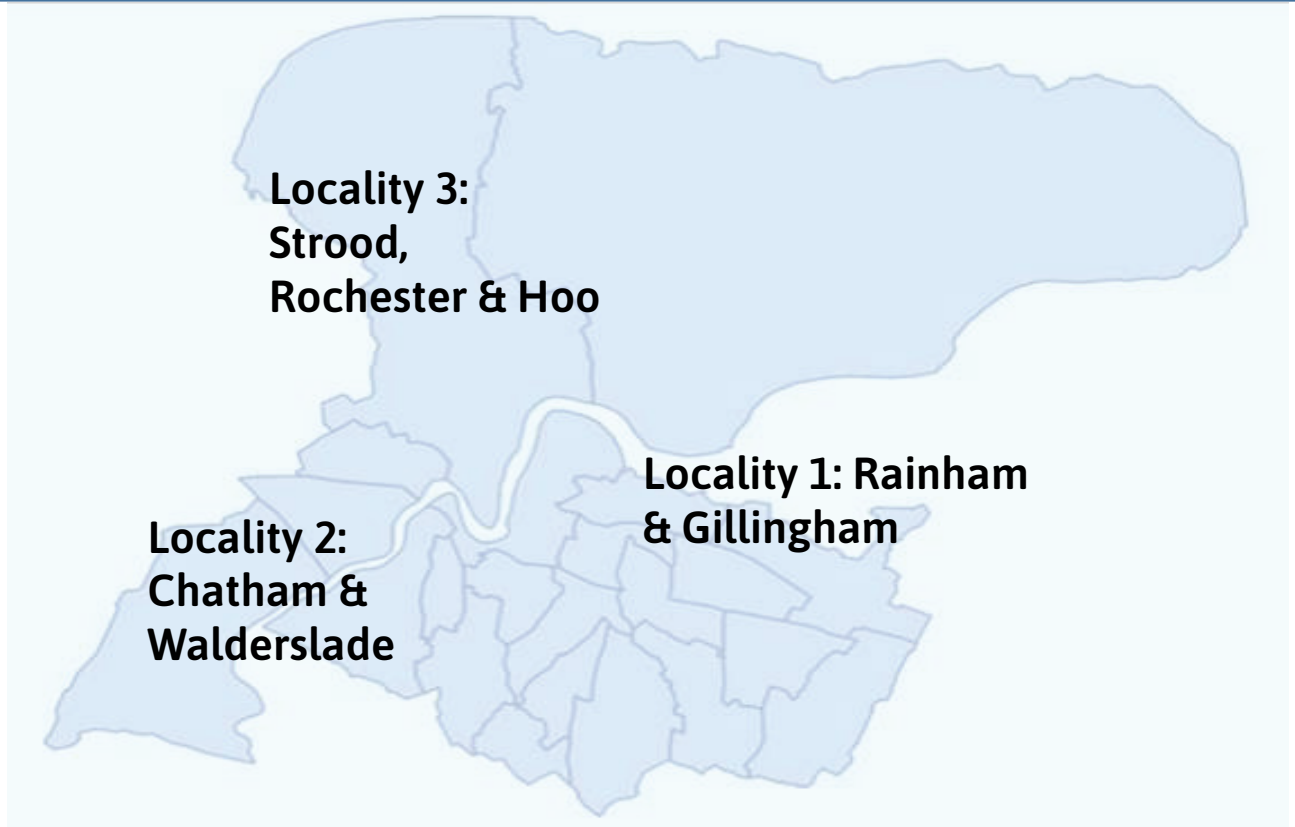 Locality 3:
Strood,
Rochester & Hoo
Locality 1: Rainham
& Gillingham
Locality 2:
Chatham &
Walderslade